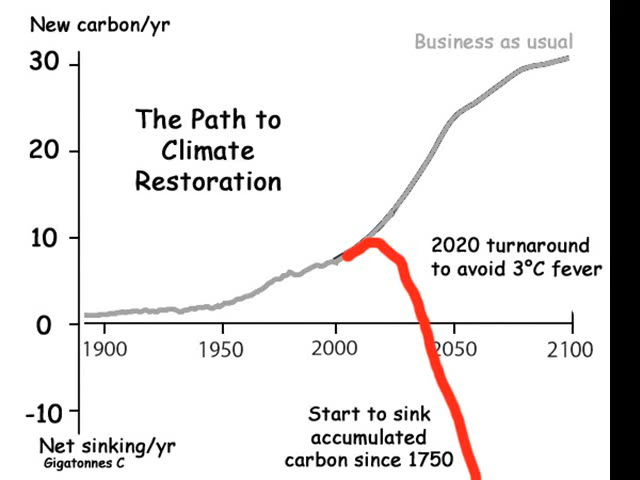 New carbon/yr
Business as usual
30
The Path to
Climate
Restoration
20
10
2020 turnaround
to avoid 3°C fever
0
1900 1950 2000 2050 2100
-10
Start to sink
accumulated
carbon since 1750
Net sinking/yr
Gigatonnes C